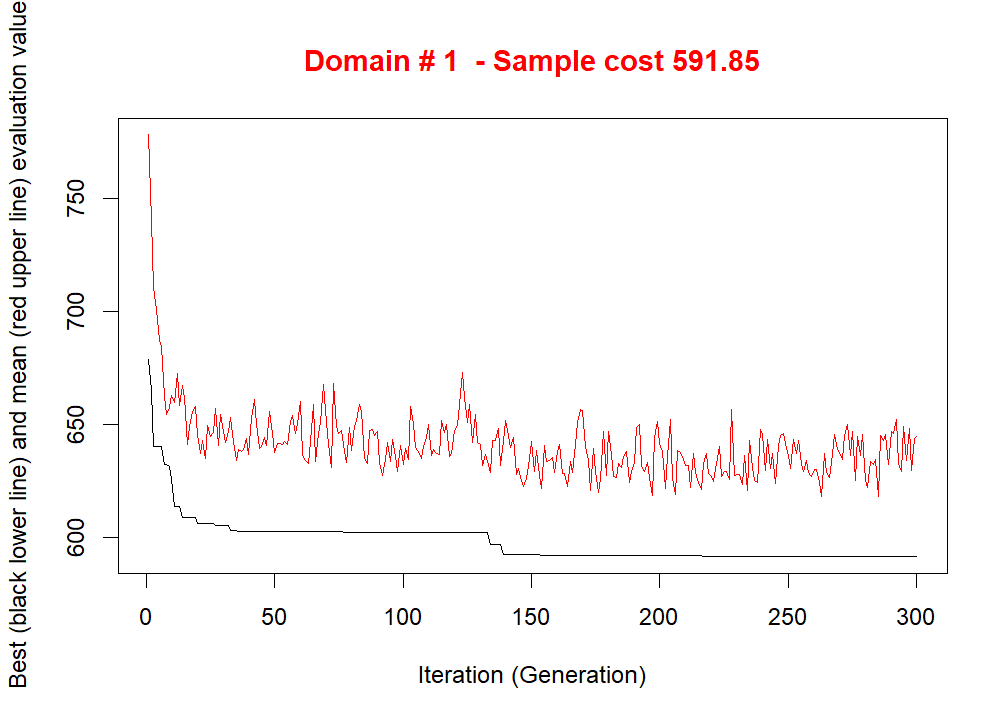 Domain # 1  - Sample cost 591.85
Best (black lower line) and mean (red upper line) evaluation value
750
700
650
600
0 50 100 150 200 250 300
Iteration (Generation)